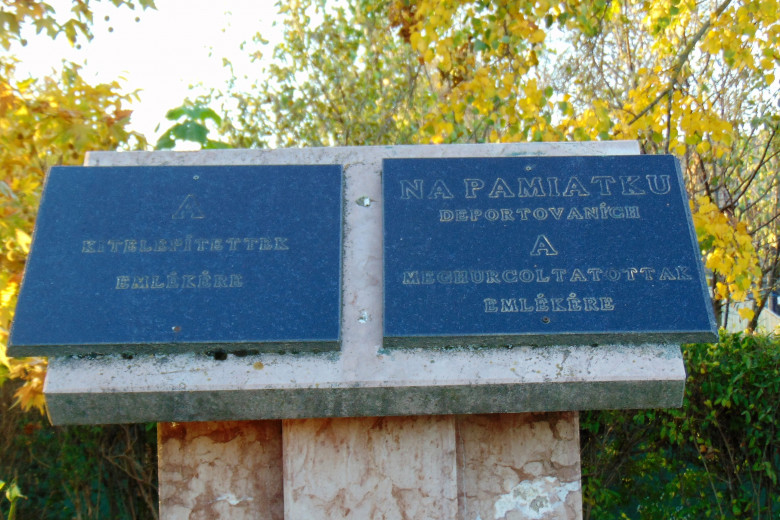 A
KITELEPÍTETTEK
EMLÉKÉRE
NA PAMIATKU
DEPORTOVANÍCH
A
MEGHURCOLTATOTTAK
EMLÉKÉRE